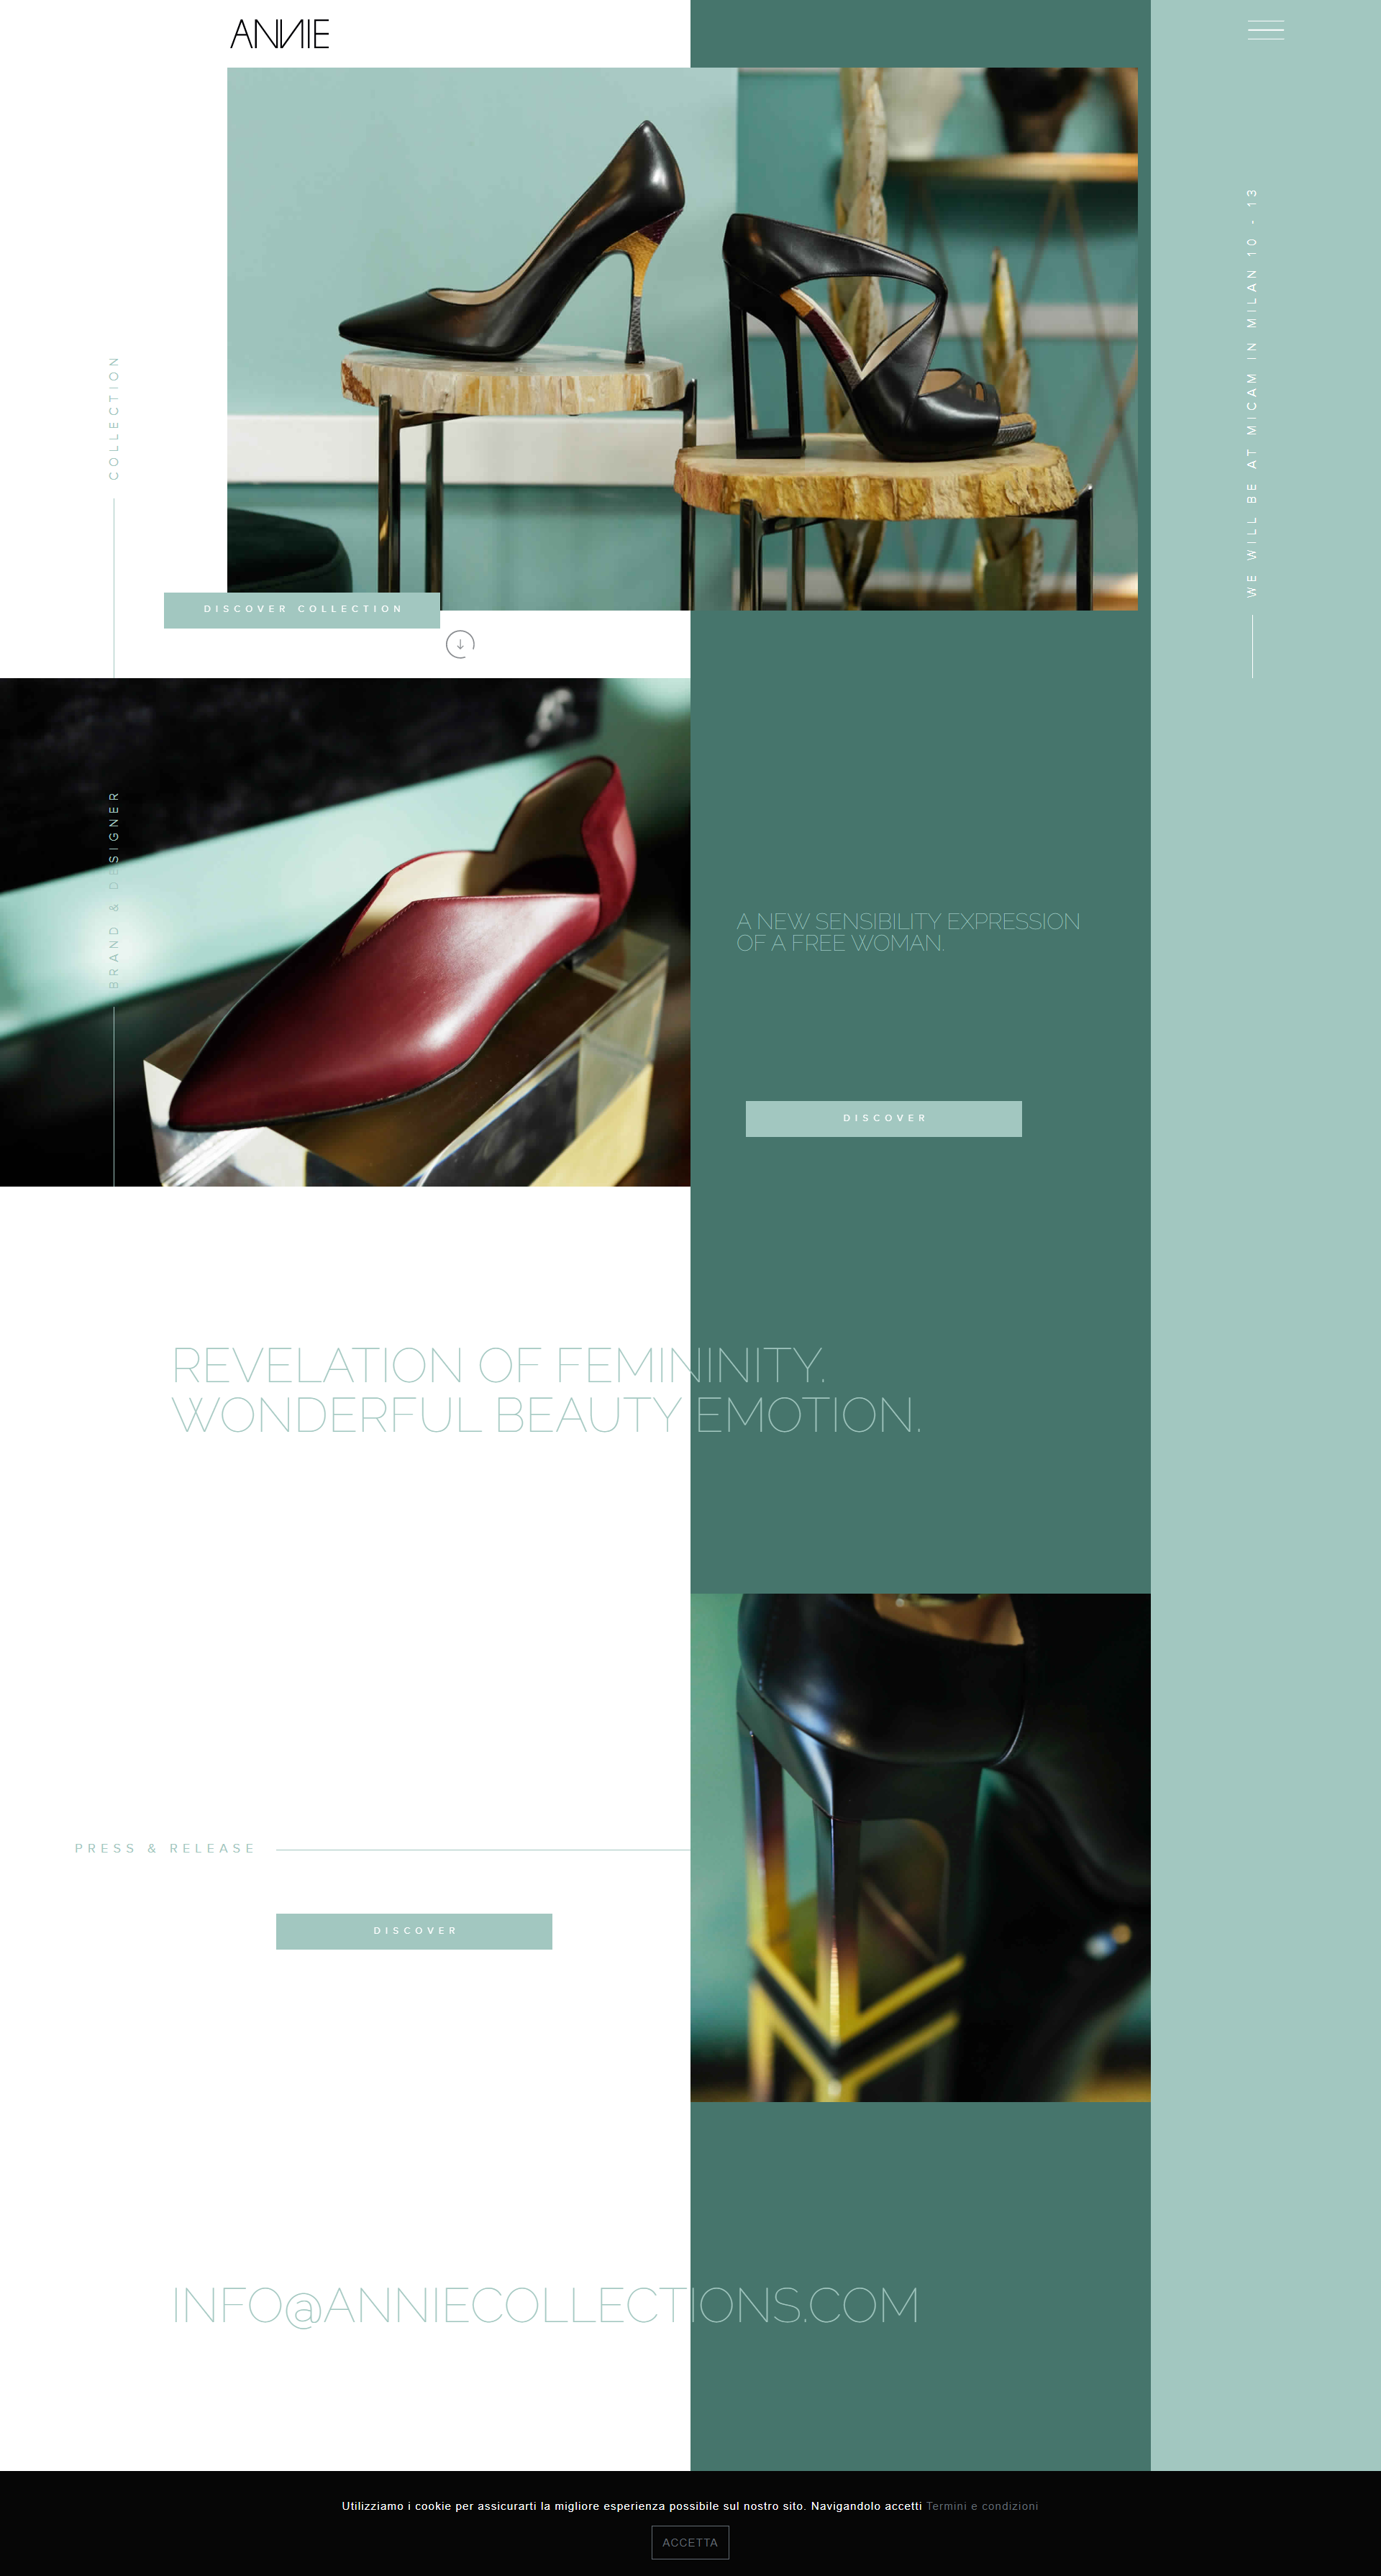 ANNIE
WE WILL BE AT MICAM IN MILAN 10 - 13
COLLECTION
DISCOVER COLLECTION
BRAND & DESIGNER
A NEW SENSIBILITY EXPRESSION
OF A FREE WOMAN.
DISCOVER
REVELATION OF FEMININITY.
WONDERFUL BEAUTY EMOTION.
PRESS & RELEASE
DISCOVER
INFO@ANNIECOLLECTIONS.COM
Utilizziamo i cookie per assicurarti la migliore esperienza possibile sul nostro sito. Navigandolo accetti Termini e condizioni
ACCETTA